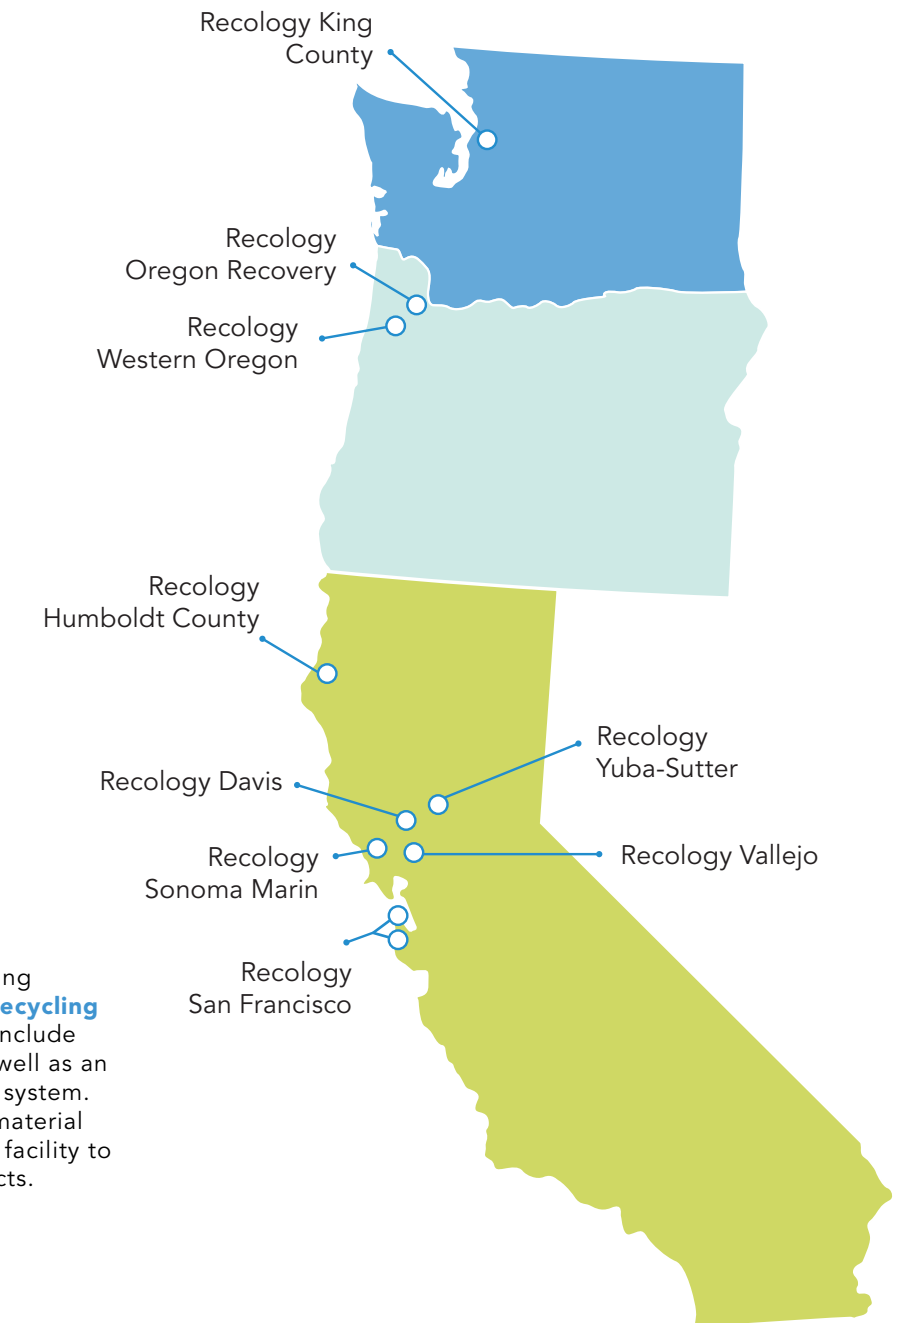 Recology King
County
Recology
Oregon Recovery
Recology
Western Oregon
Recology
Humboldt County
Recology
Yuba-Sutter
Recology Davis
Recology
Sonoma Marin
Recology Vallejo
Recology
San Francisco
ng
ecycling
nclude
well as an
system.
material
facility to
cts.